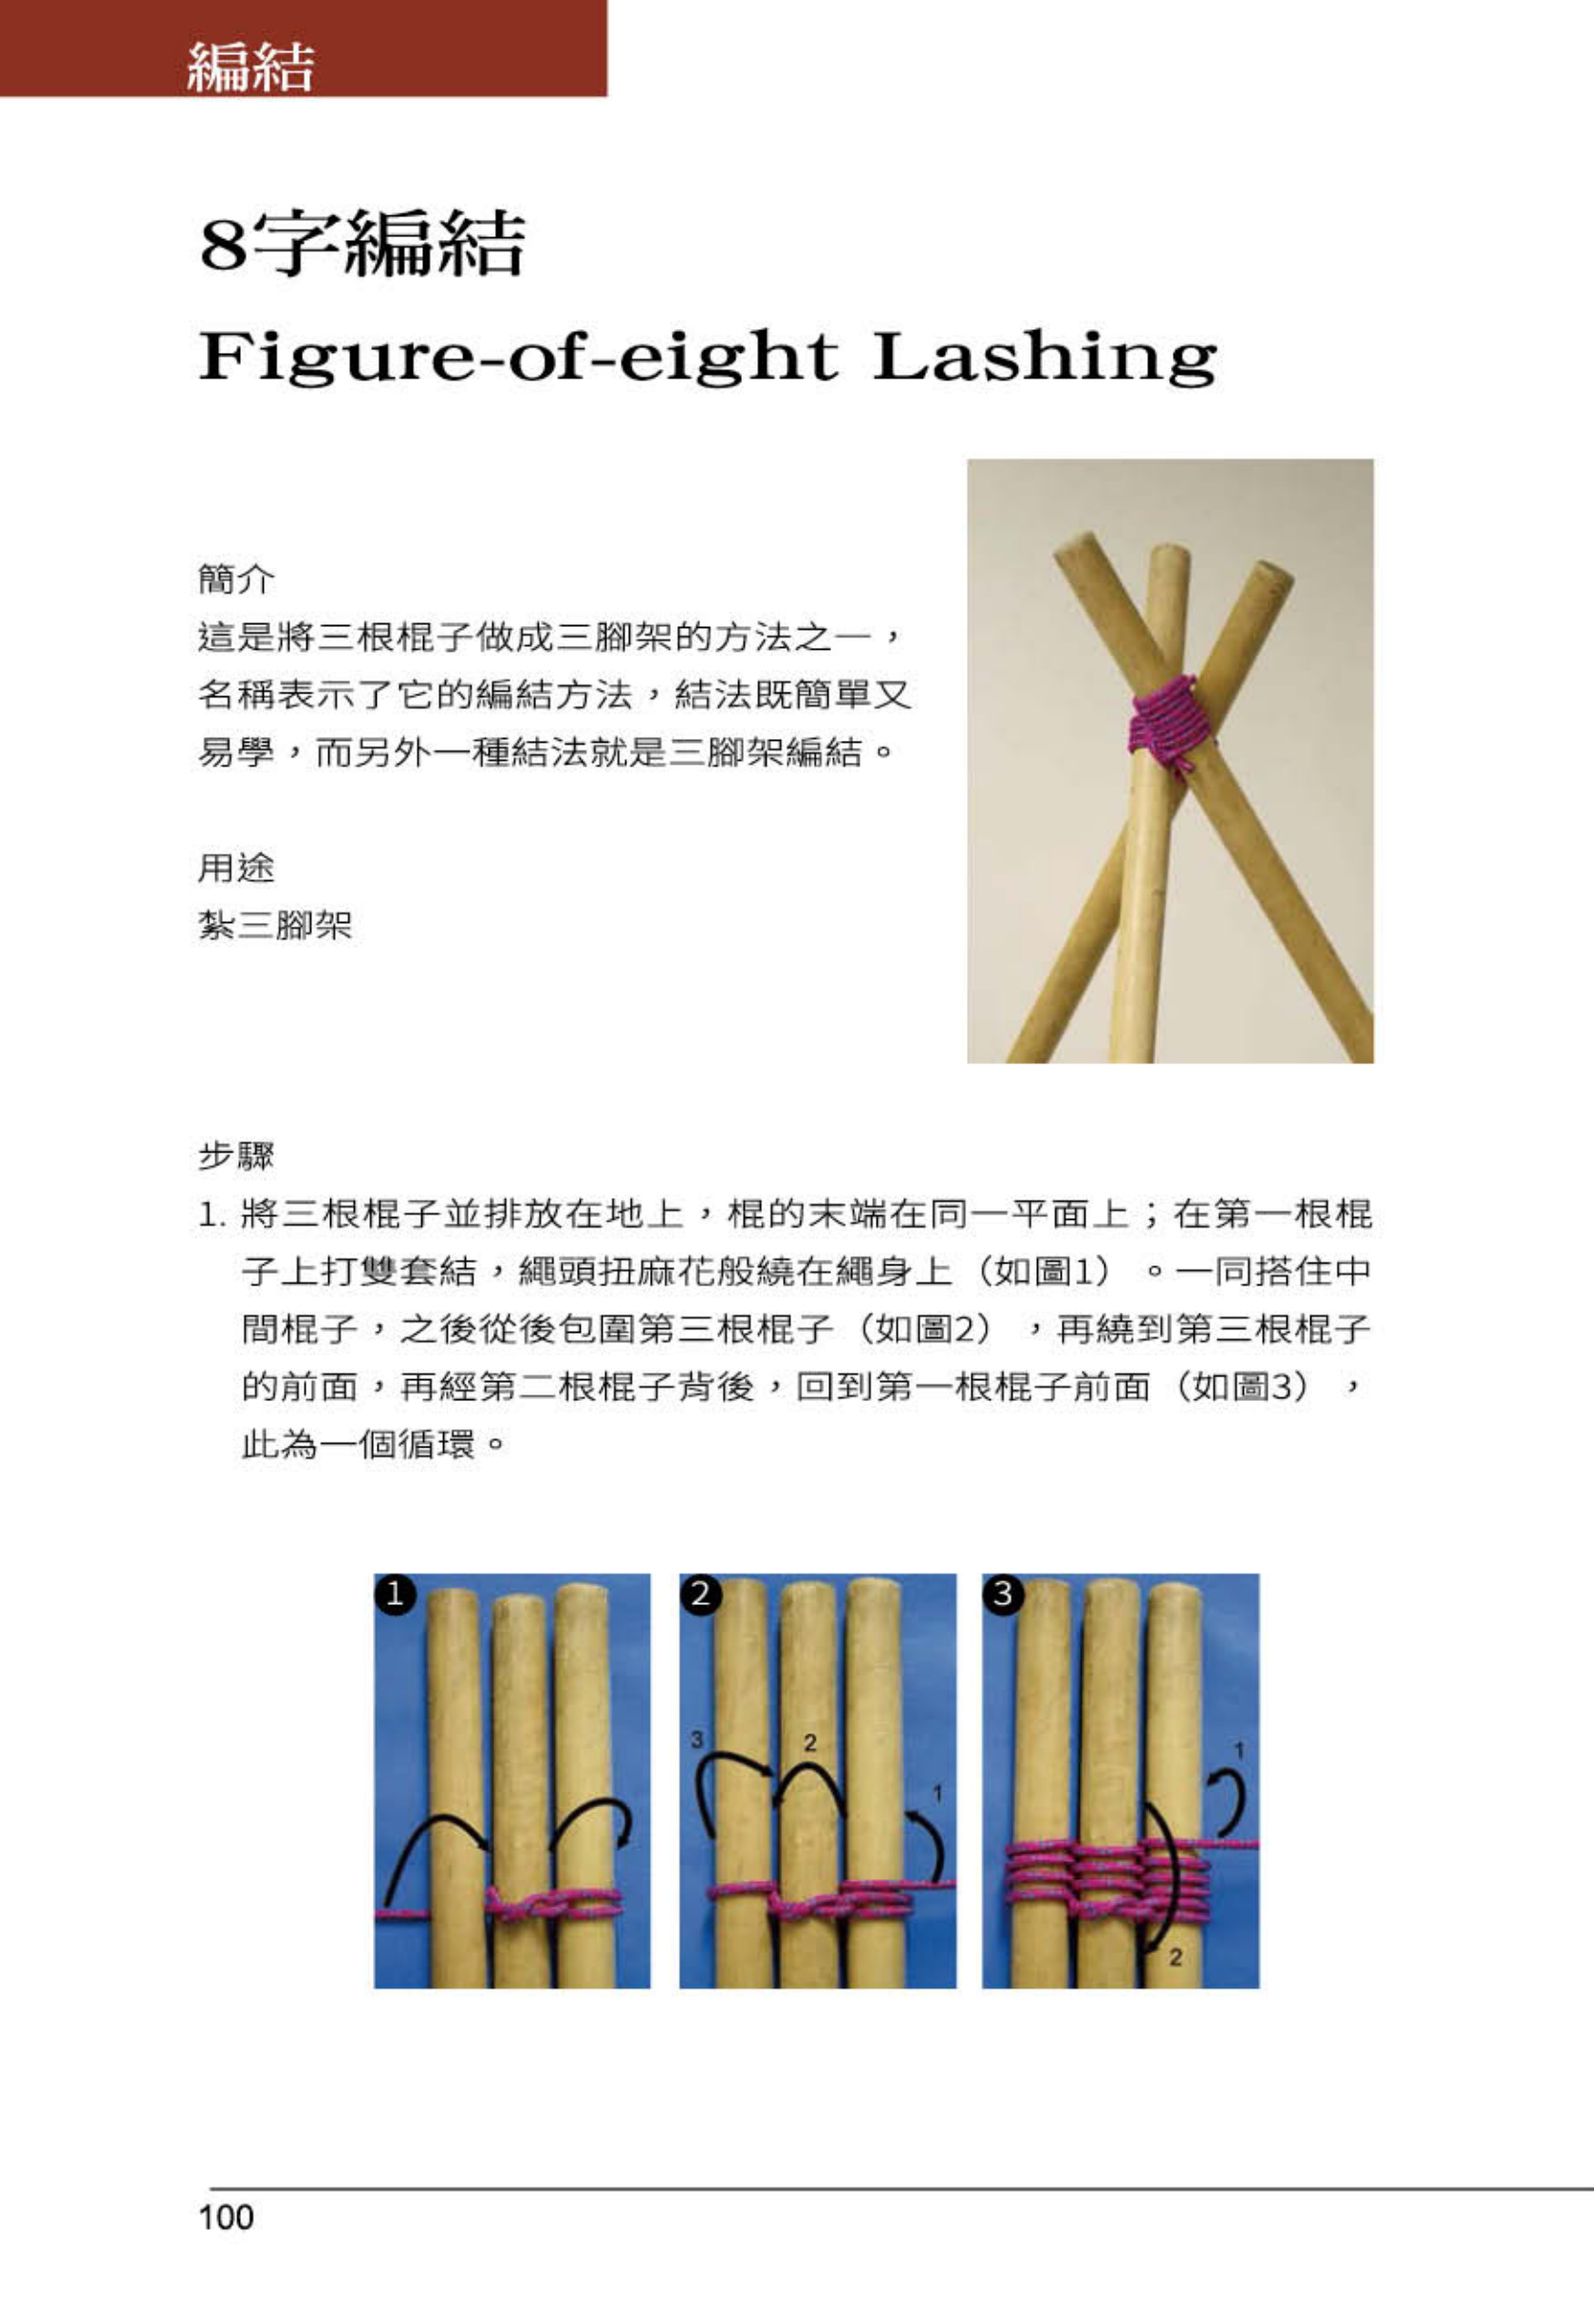 編結
8字編結
Figure-of-eight Lashing
簡介
這是將三根棍子做成三腳架的方法之一，
名稱表示了它的編結方法，結法既簡單又
易學，而另外一種結法就是三腳架編結。
用途
紮三腳架
步驟
1. 將三根棍子並排放在地上，棍的末端在同一平面上；在第一根棍
子上打雙套結，繩頭扭麻花般繞在繩身上（如圖1）。一同搭住中
間棍子，之後從後包圍第三根棍子（如圖2），再繞到第三根棍子
的前面，再經第二根棍子背後，回到第一根棍子前面（如圖3），
此為一個循環。
1
2
3
2
1
3
1
2
100